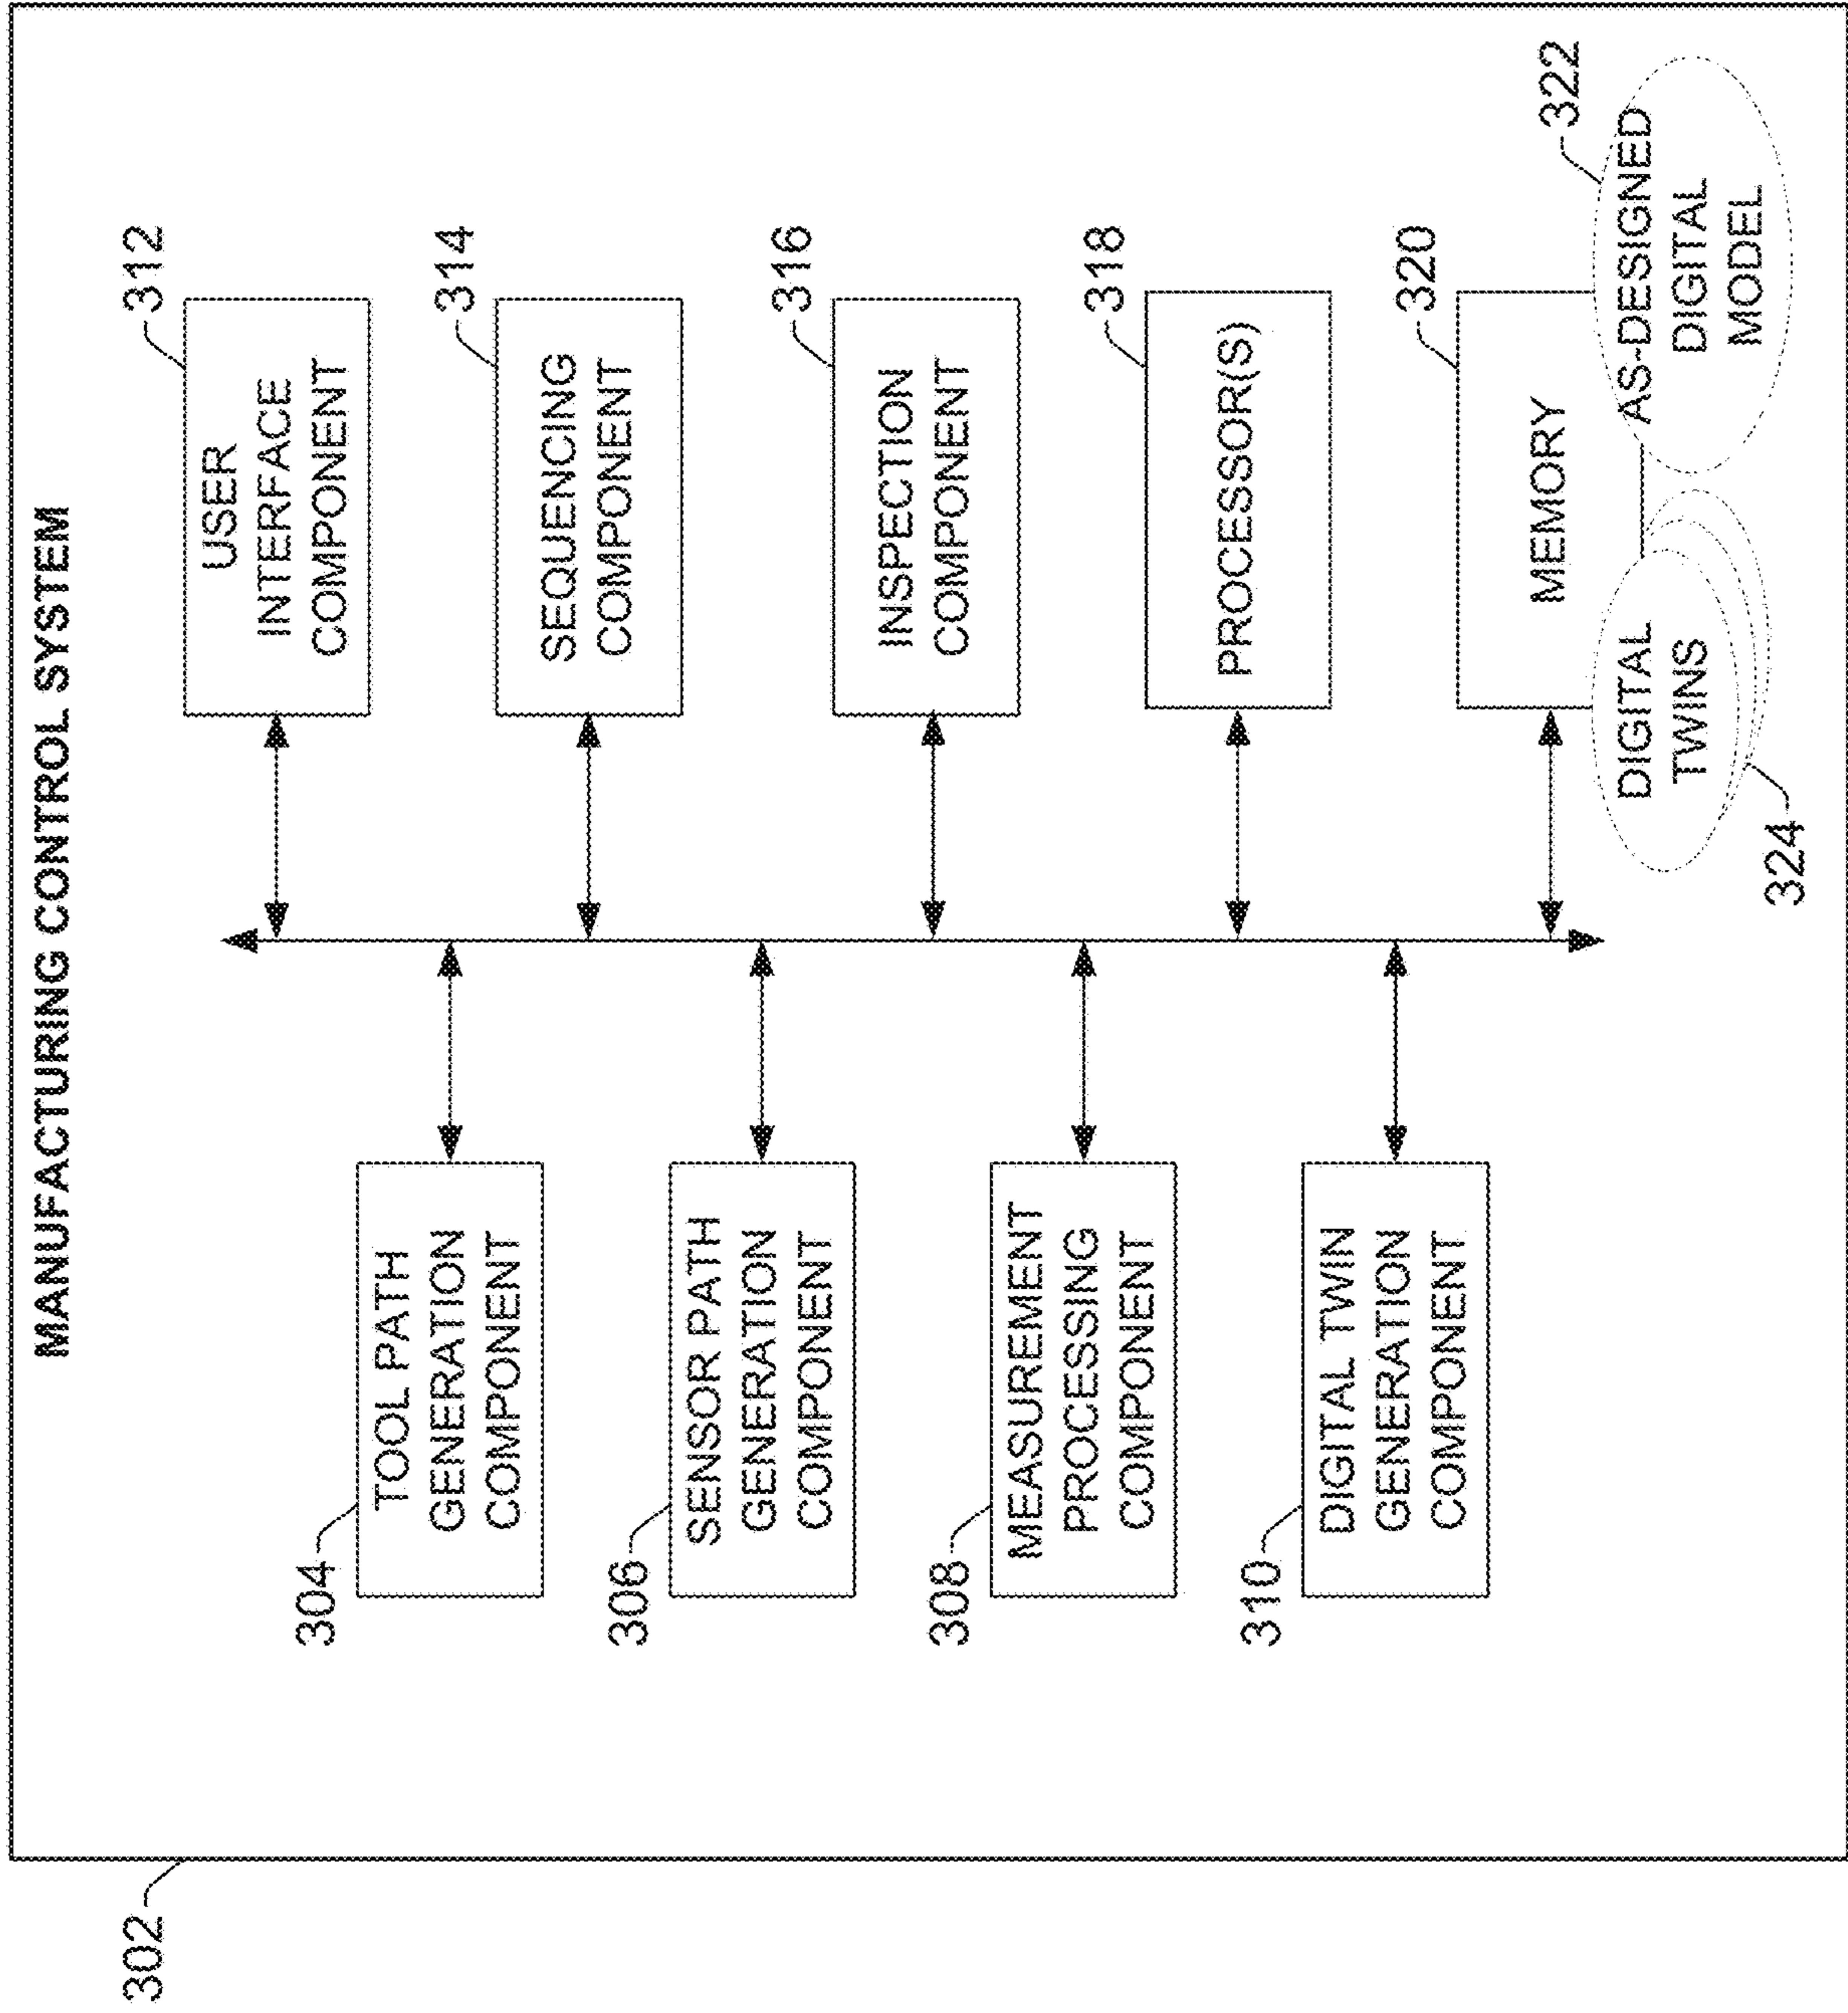 MANUFACTURING CONTROL SYSTEM
302
304
TOOL PATH
GENERATION
COMPONENT
306
SENSOR PATH
GENERATION
COMPONENT
308
MEASUREMENT
PROCESSING
COMPONENT
310
DIGITAL TWIN
GENERATION
COMPONENT
312
USER
INTERFACE
COMPONENT
314
SEQUENCING
COMPONENT
316
INSPECTION
COMPONENT
318
PROCESSOR(S)
320
MEMORY
DIGITAL
TWINS
324
AS-DESIGNED
DIGITAL
MODEL
322